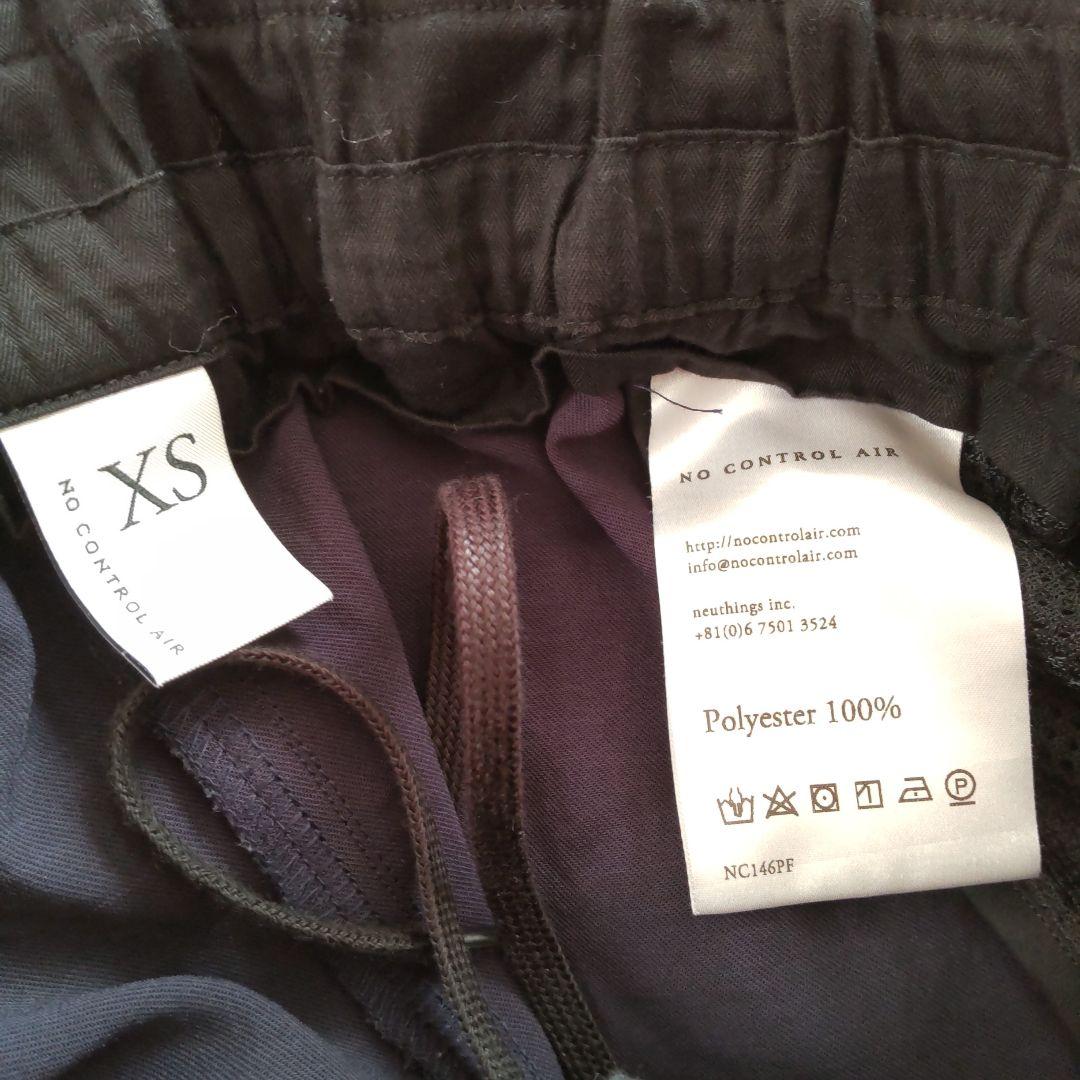 XS
NO CONTROL AIR
NO CONTROL AIR
http://nocontrolair.com
info@nocontrolair.com
neuthings inc.
+81(0)6 7501 3524
Polyester 100%
P
NC146PF